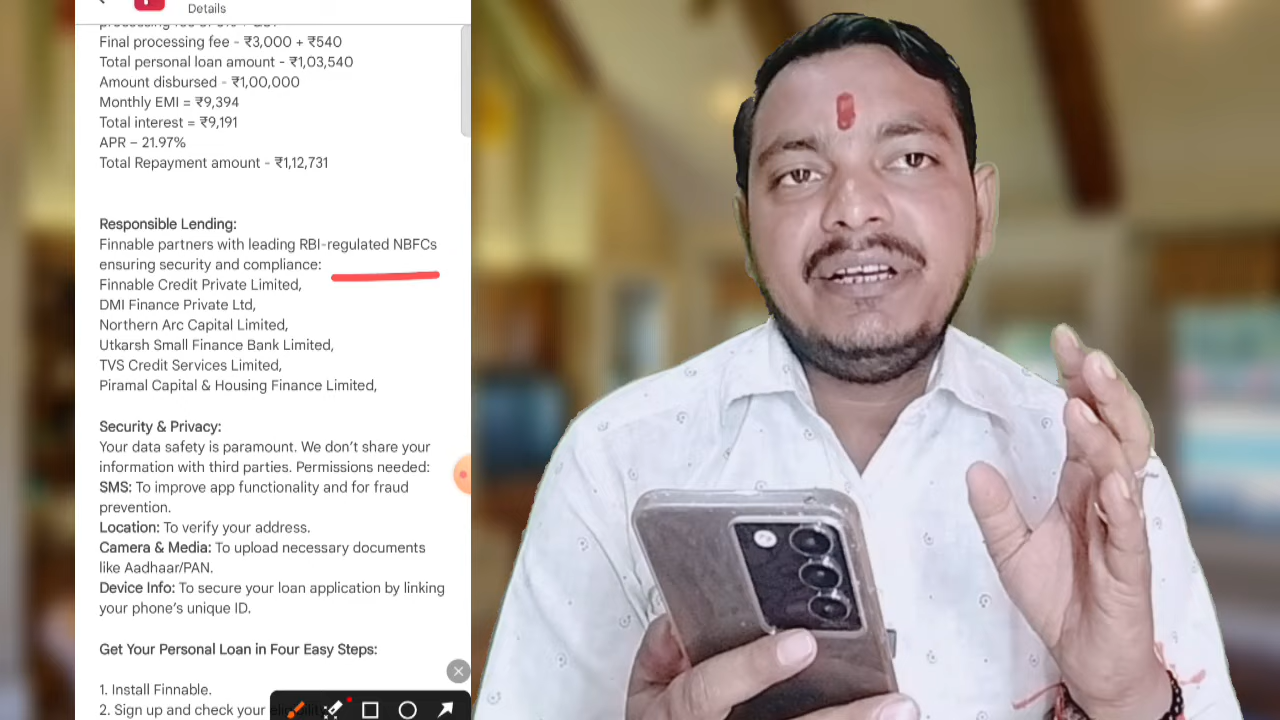 Details
Final processing fee - ₹3,000 + ₹540
Total personal loan amount - ₹1,03,540
Amount disbursed - ₹1,00,000
Monthly EMI = ₹9,394
Total interest = ₹9,191
APR – 21.97%
Total Repayment amount - ₹1,12,731
Responsible Lending:
Finnable partners with leading RBI-regulated NBFCs
ensuring security and compliance:
Finnable Credit Private Limited,
DMI Finance Private Ltd,
Northern Arc Capital Limited,
Utkarsh Small Finance Bank Limited,
TVS Credit Services Limited,
Piramal Capital & Housing Finance Limited,
Security & Privacy:
Your data safety is paramount. We don’t share your
information with third parties. Permissions needed:
SMS: To improve app functionality and for fraud
prevention.
Location: To verify your address.
Camera & Media: To upload necessary documents
like Aadhaar/PAN.
Device Info: To secure your loan application by linking
your phone’s unique ID.
Get Your Personal Loan in Four Easy Steps:
1. Install Finnable.
2. Sign up and check your